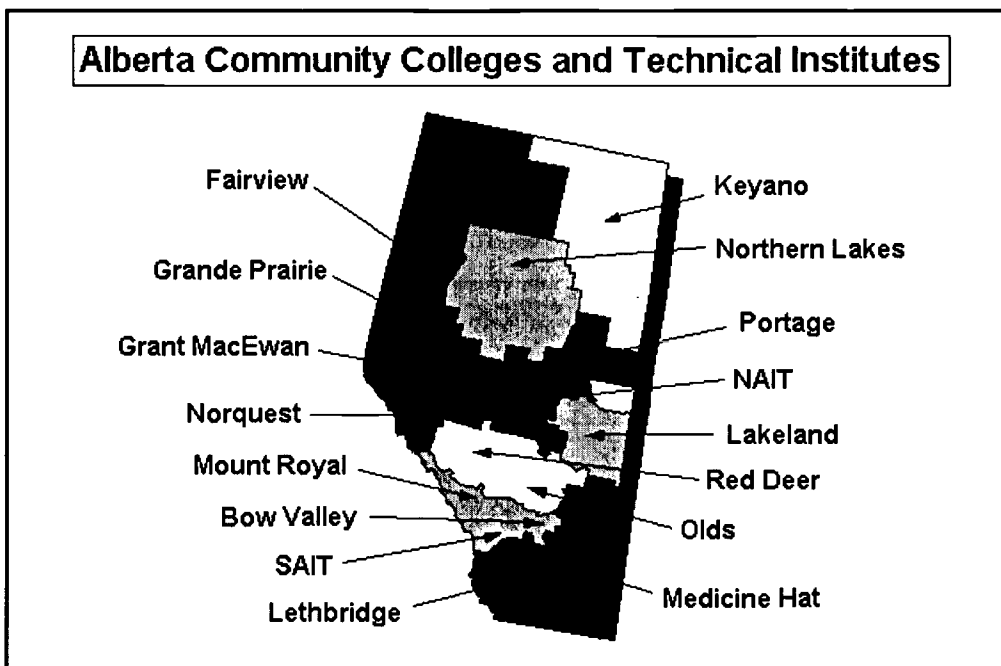 Alberta Community Colleges and Technical Institutes
Fairview
Grande Prairie
Grant MacEwan
Norquest
Mount Royal
Bow Valley
SAIT
Lethbridge
Keyano
Northern Lakes
Portage
NAIT
Lakeland
Red Deer
Olds
Medicine Hat